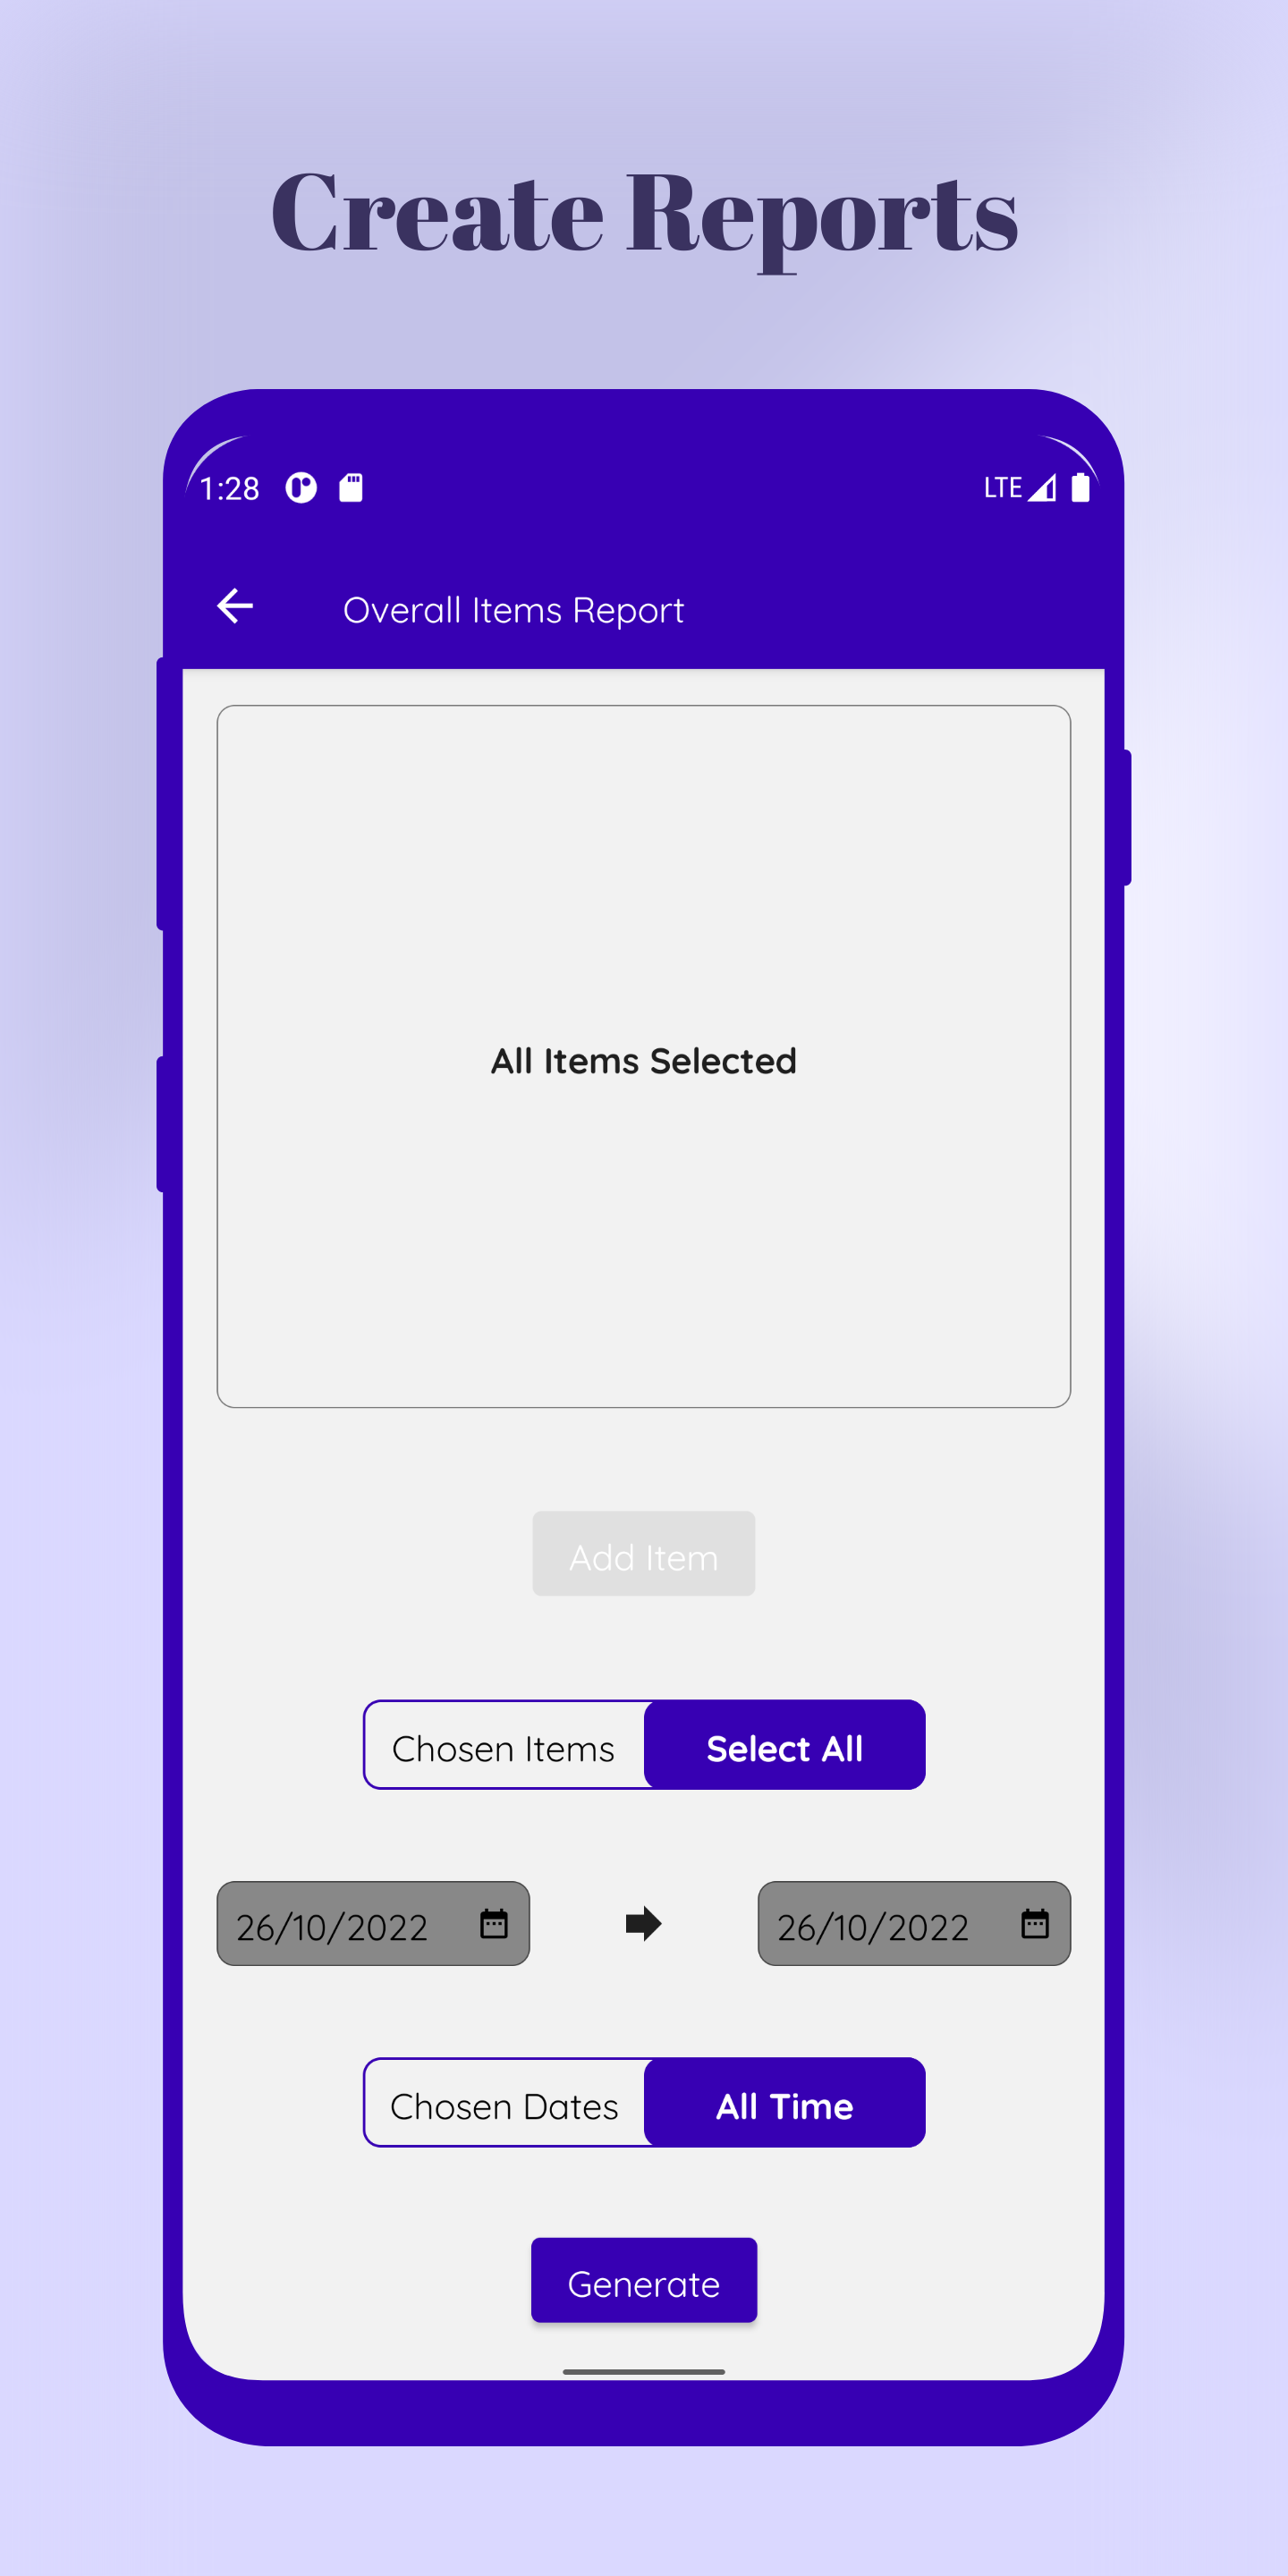 Create Reports
1:28 LTE
Overall Items Report
All Items Selected
Add Item
Chosen Items Select All
26/10/2022 26/10/2022
Chosen Dates All Time
Generate